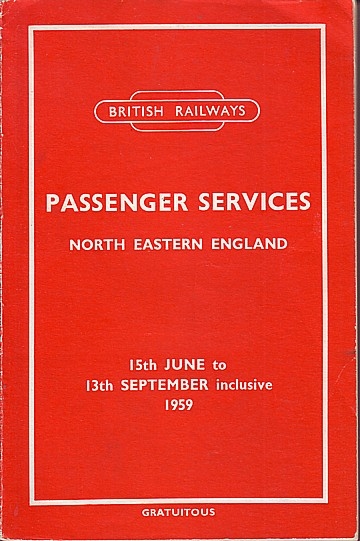 BRITISH RAILWAYS
PASSENGER SERVICES
NORTH EASTERN ENGLAND
15th JUNE to
13th SEPTEMBER inclusive
1959
GRATUITOUS